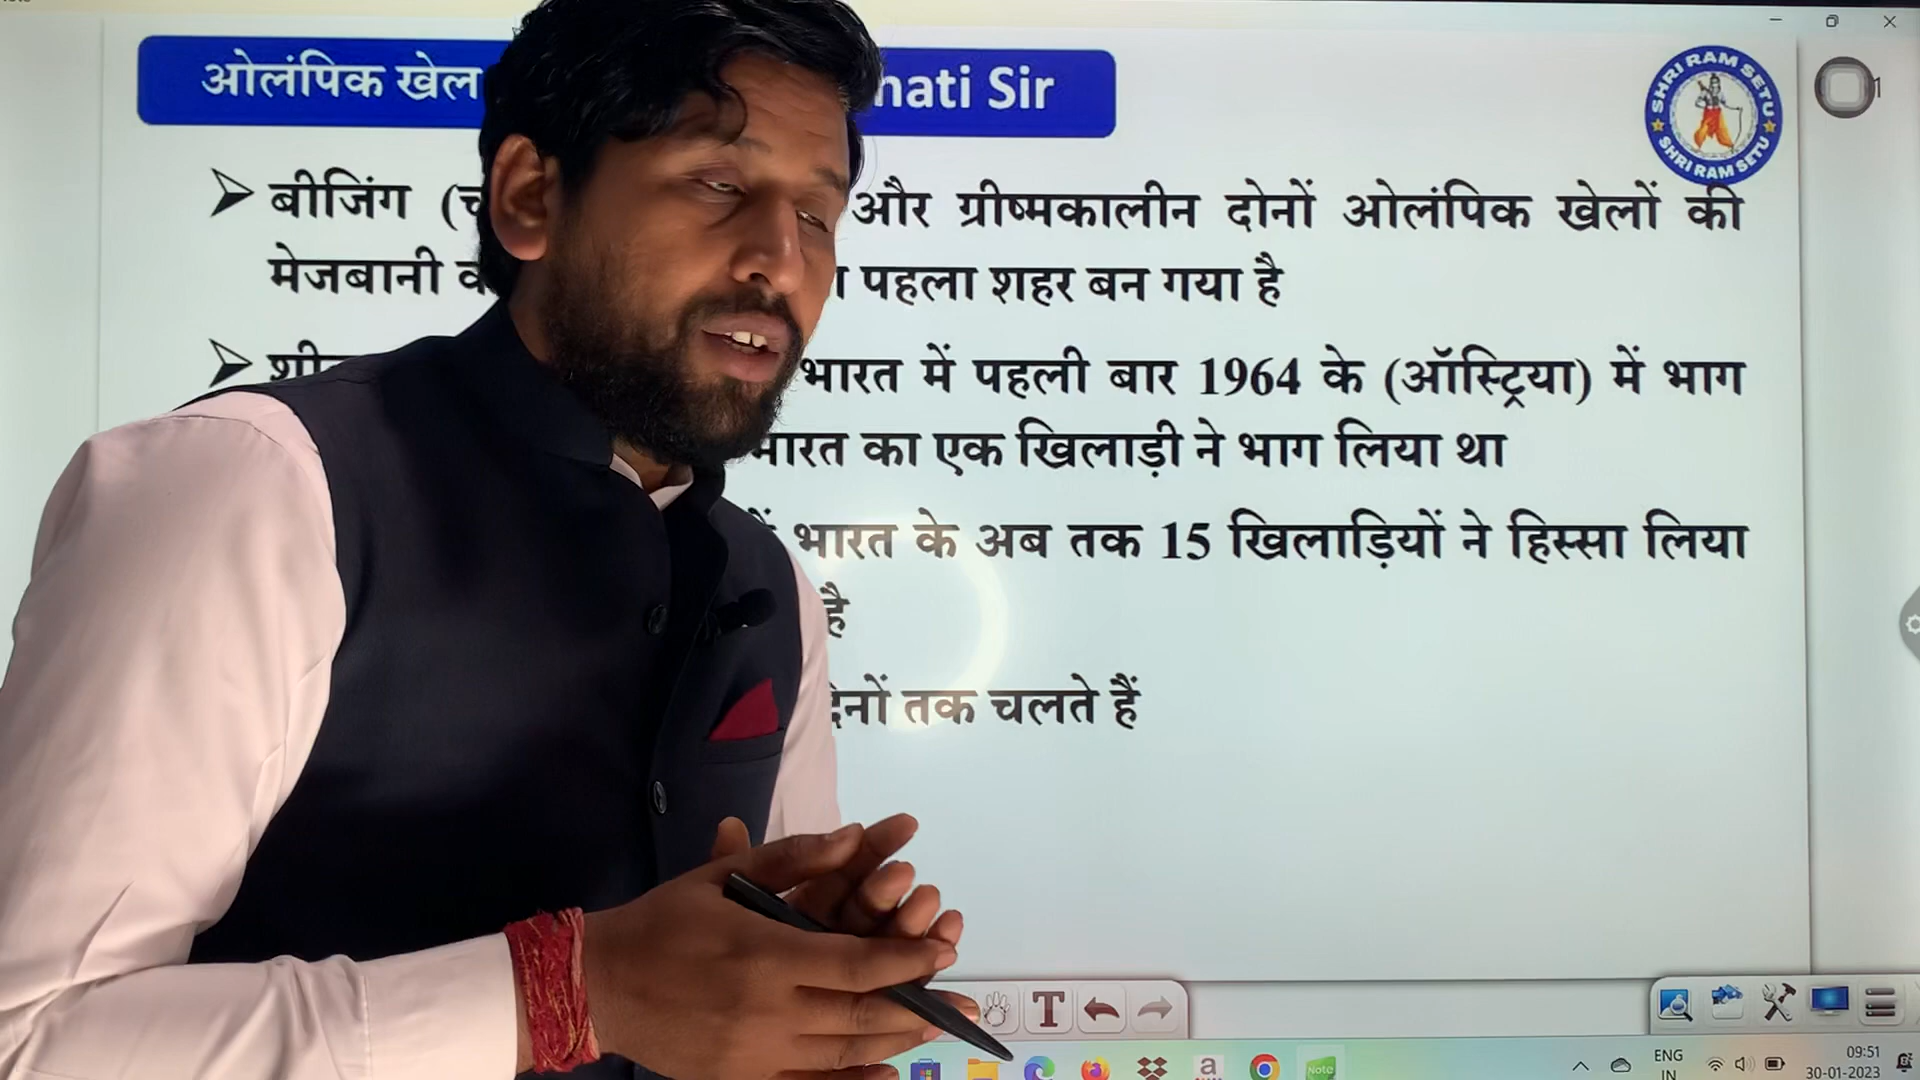 ओलंपिक खेल
Sir
SHRI RAM SETU
SHRI RAM SETU
बीजिंग
और ग्रीष्मकालीन दोनों ओलंपिक खेलों की
मेजबानी
पहला शहर बन गया है
भारत में पहली बार 1964 के (ऑस्ट्रिया) में भाग
भारत का एक खिलाड़ी ने भाग लिया था
भारत के अब तक 15 खिलाड़ियों ने हिस्सा लिया
है
तक चलते हैं
T
a
Note
ENG
IN
09:51
30-01-2023